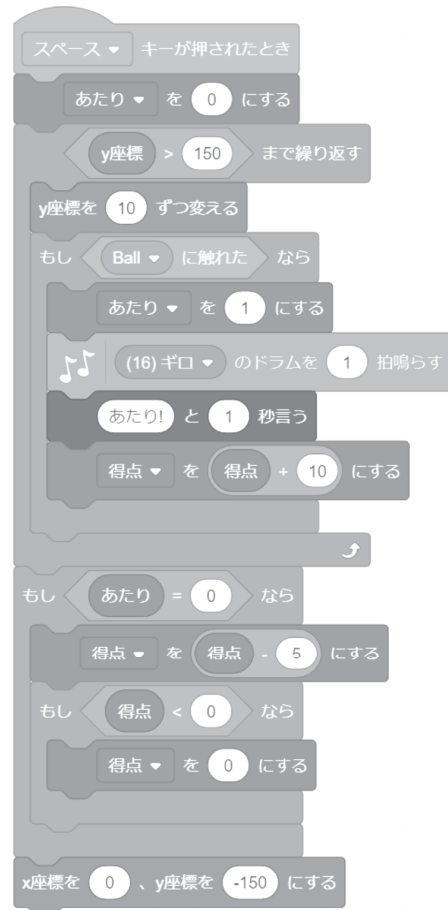 スペース キーが押されたとき
あたり を 0 にする
y座標 > 150 まで繰り返す
y座標を 10 ずつ変える
もし Ball に触れた なら
あたり を 1 にする
(16) ギロ のドラムを 1 拍鳴らす
あたり! と 1 秒言う
得点 を 得点 + 10 にする
もし あたり = 0 なら
得点 を 得点 - 5 にする
もし 得点 < 0 なら
得点 を 0 にする
x座標を 0 、y座標を -150 にする